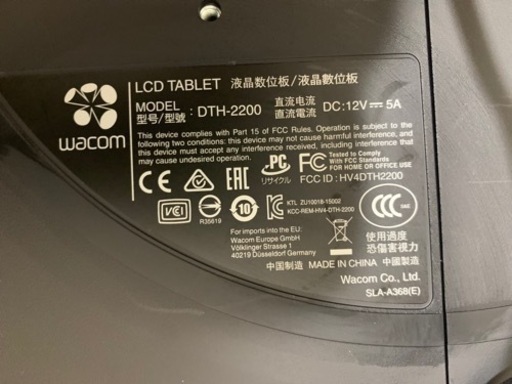 LCD TABLET 液晶数位板/液晶數位板
MODEL 型号/型號: DTH-2200 直流电流 直流電流 DC:12V⎓5A
wacom
This device complies with Part 15 of FCC Rules. Operation is subject to the
following two conditions: this device may not cause harmful
interference, and this device must accept any
interference received, including
interference that may cause
undesired operation.
PC
リサイクル
FC Tested To Comply
With FCC Standards
FOR HOME OR OFFICE USE
FCC ID : HV4DTH2200
CE
EAC
VCI
R35619
10
KTL ZU10018-15002
KCC-REM-HV4-DTH-2200
CCC
For imports into the EU:
Wacom Europe GmbH
Völklinger Strasse 1
40219 Düsseldorf Germany
使用過度
恐傷害視力
中国制造 MADE IN CHINA 中國製造
Wacom Co., Ltd.
SLA-A368(E)